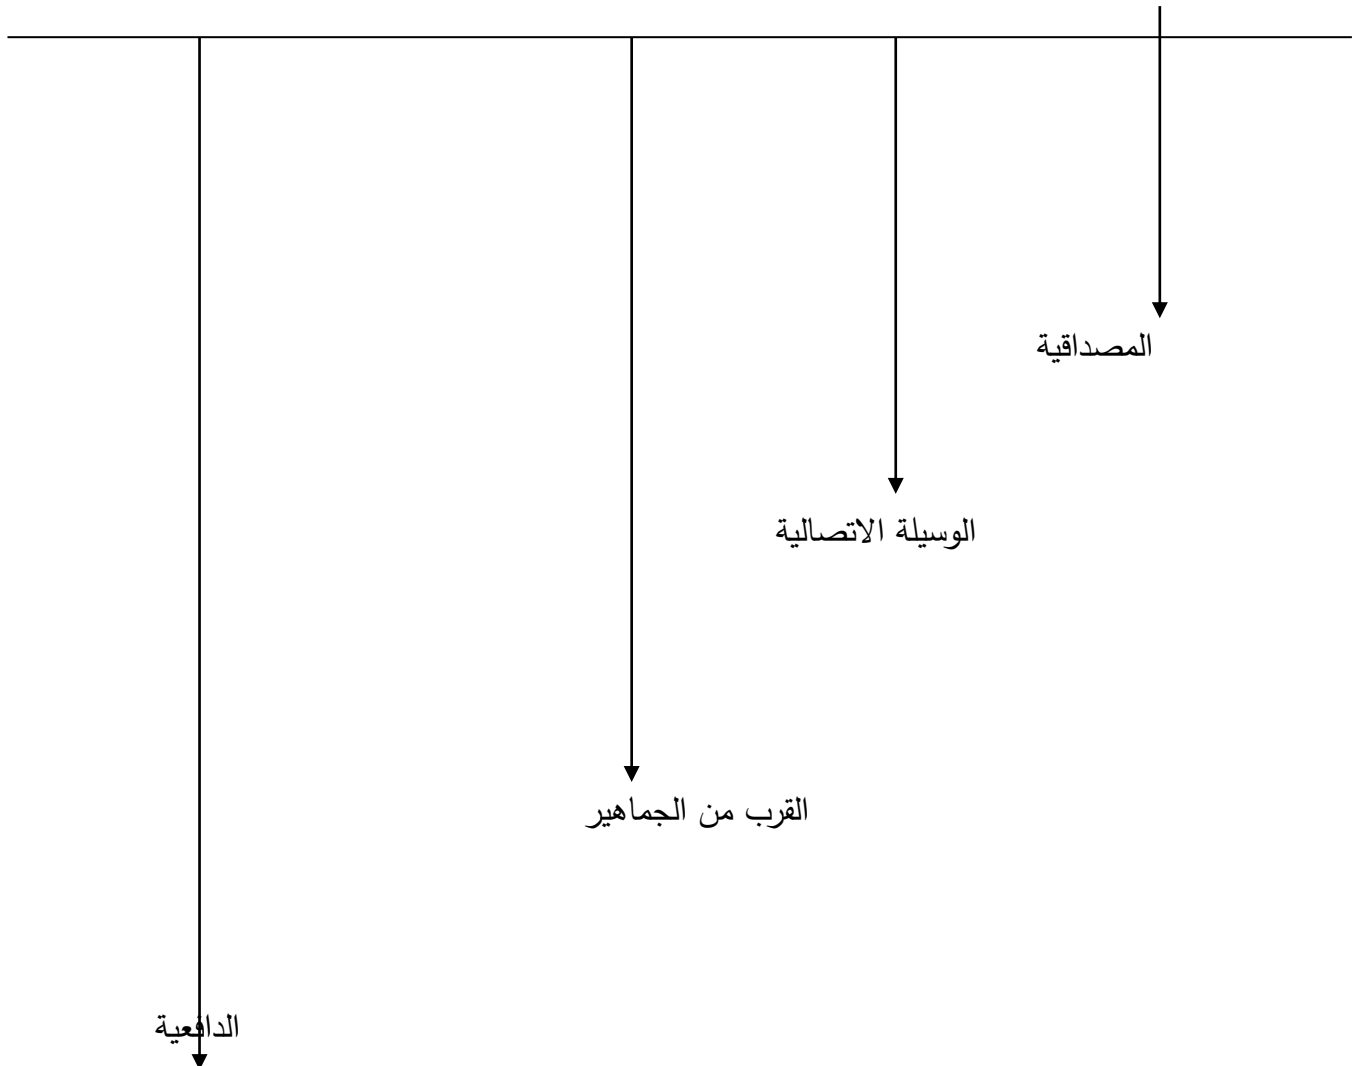 المصداقية
الوسيلة الاتصالية
القرب من الجماهير
الدافعية